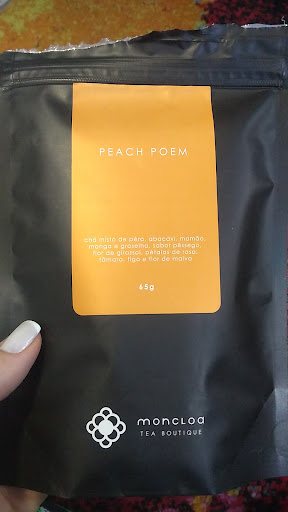 PEACH POEM
chá misto de pêra, abacaxi, mamão,
manga e groselha, sabor pêssego,
flor de girassol, pétalas de rosa,
tâmara, figo e flor de malva
65g
moncloa
TEA BOUTIQUE